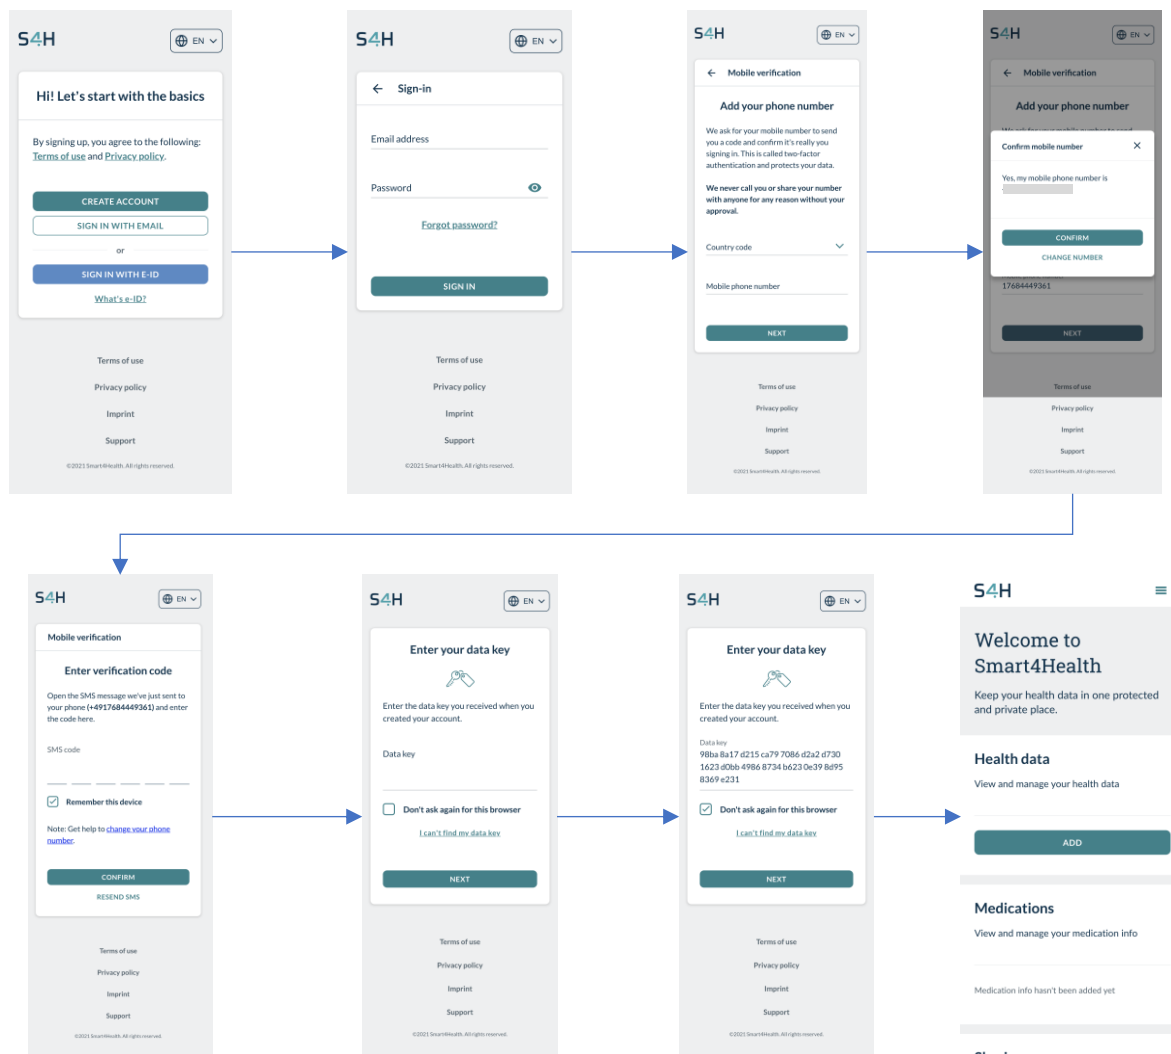 S4H
EN
Hi! Let's start with the basics
By signing up, you agree to the following:
Terms of use and Privacy policy.
CREATE ACCOUNT
SIGN IN WITH EMAIL
or
SIGN IN WITH E-ID
What's e-ID?
Terms of use
Privacy policy
Imprint
Support
©2021 Smart4Health. All rights reserved.
S4H
EN
Sign-in
Email address
Password
Forgot password?
SIGN IN
Terms of use
Privacy policy
Imprint
Support
©2021 Smart4Health. All rights reserved.
S4H
EN
Mobile verification
Add your phone number
We ask for your mobile number to send
you a code and confirm it's really you
signing in. This is called two-factor
authentication and protects your data.
We never call you or share your number
with anyone for any reason without your
approval.
Country code
Mobile phone number
NEXT
Terms of use
Privacy policy
Imprint
Support
©2021 Smart4Health. All rights reserved.
S4H
EN
Mobile verification
Add your phone number
Confirm mobile number
Yes, my mobile phone number is
CONFIRM
CHANGE NUMBER
17684449361
NEXT
Terms of use
Privacy policy
Imprint
Support
©2021 Smart4Health. All rights reserved.
S4H
EN
Mobile verification
Enter verification code
Open the SMS message we've just sent to
your phone (+4917684449361) and enter
the code here.
SMS code
Remember this device
Note: Get help to change your phone
number.
CONFIRM
RESEND SMS
Terms of use
Privacy policy
Imprint
Support
©2021 Smart4Health. All rights reserved.
S4H
EN
Enter your data key
Enter the data key you received when you
created your account.
Data key
Don't ask again for this browser
I can't find my data key
NEXT
Terms of use
Privacy policy
Imprint
Support
©2021 Smart4Health. All rights reserved.
S4H
EN
Enter your data key
Enter the data key you received when you
created your account.
Data key
98ba 8a17 d215 ca79 7086 d2a2 d730
1623 d0bb 4986 8734 b623 0e39 8d95
8369 e231
Don't ask again for this browser
I can't find my data key
NEXT
Terms of use
Privacy policy
Imprint
Support
©2021 Smart4Health. All rights reserved.
S4H
Welcome to
Smart4Health
Keep your health data in one protected
and private place.
Health data
View and manage your health data
ADD
Medications
View and manage your medication info
Medication info hasn't been added yet